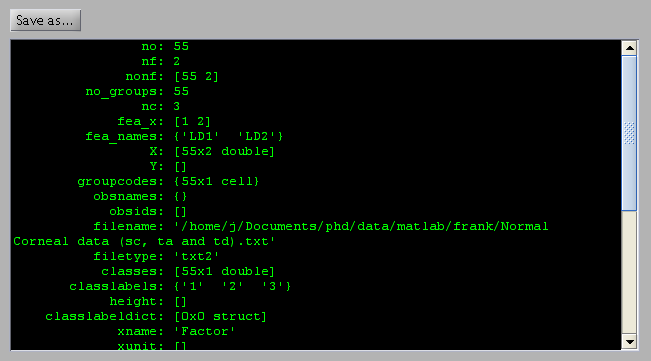 Save as...
no: 55
nf: 2
nonf: [55 2]
no_groups: 55
nc: 3
fea_x: [1 2]
fea_names: {'LD1'  'LD2'}
X: [55x2 double]
Y: []
groupcodes: {55x1 cell}
obsnames: {}
obsids: []
filename: '/home/j/Documents/phd/data/matlab/frank/Normal
Corneal data (sc, ta and td).txt'
filetype: 'txt2'
classes: [55x1 double]
classlabels: {'1'  '2'  '3'}
height: []
classlabeldict: [0x0 struct]
xname: 'Factor'
xunit: []